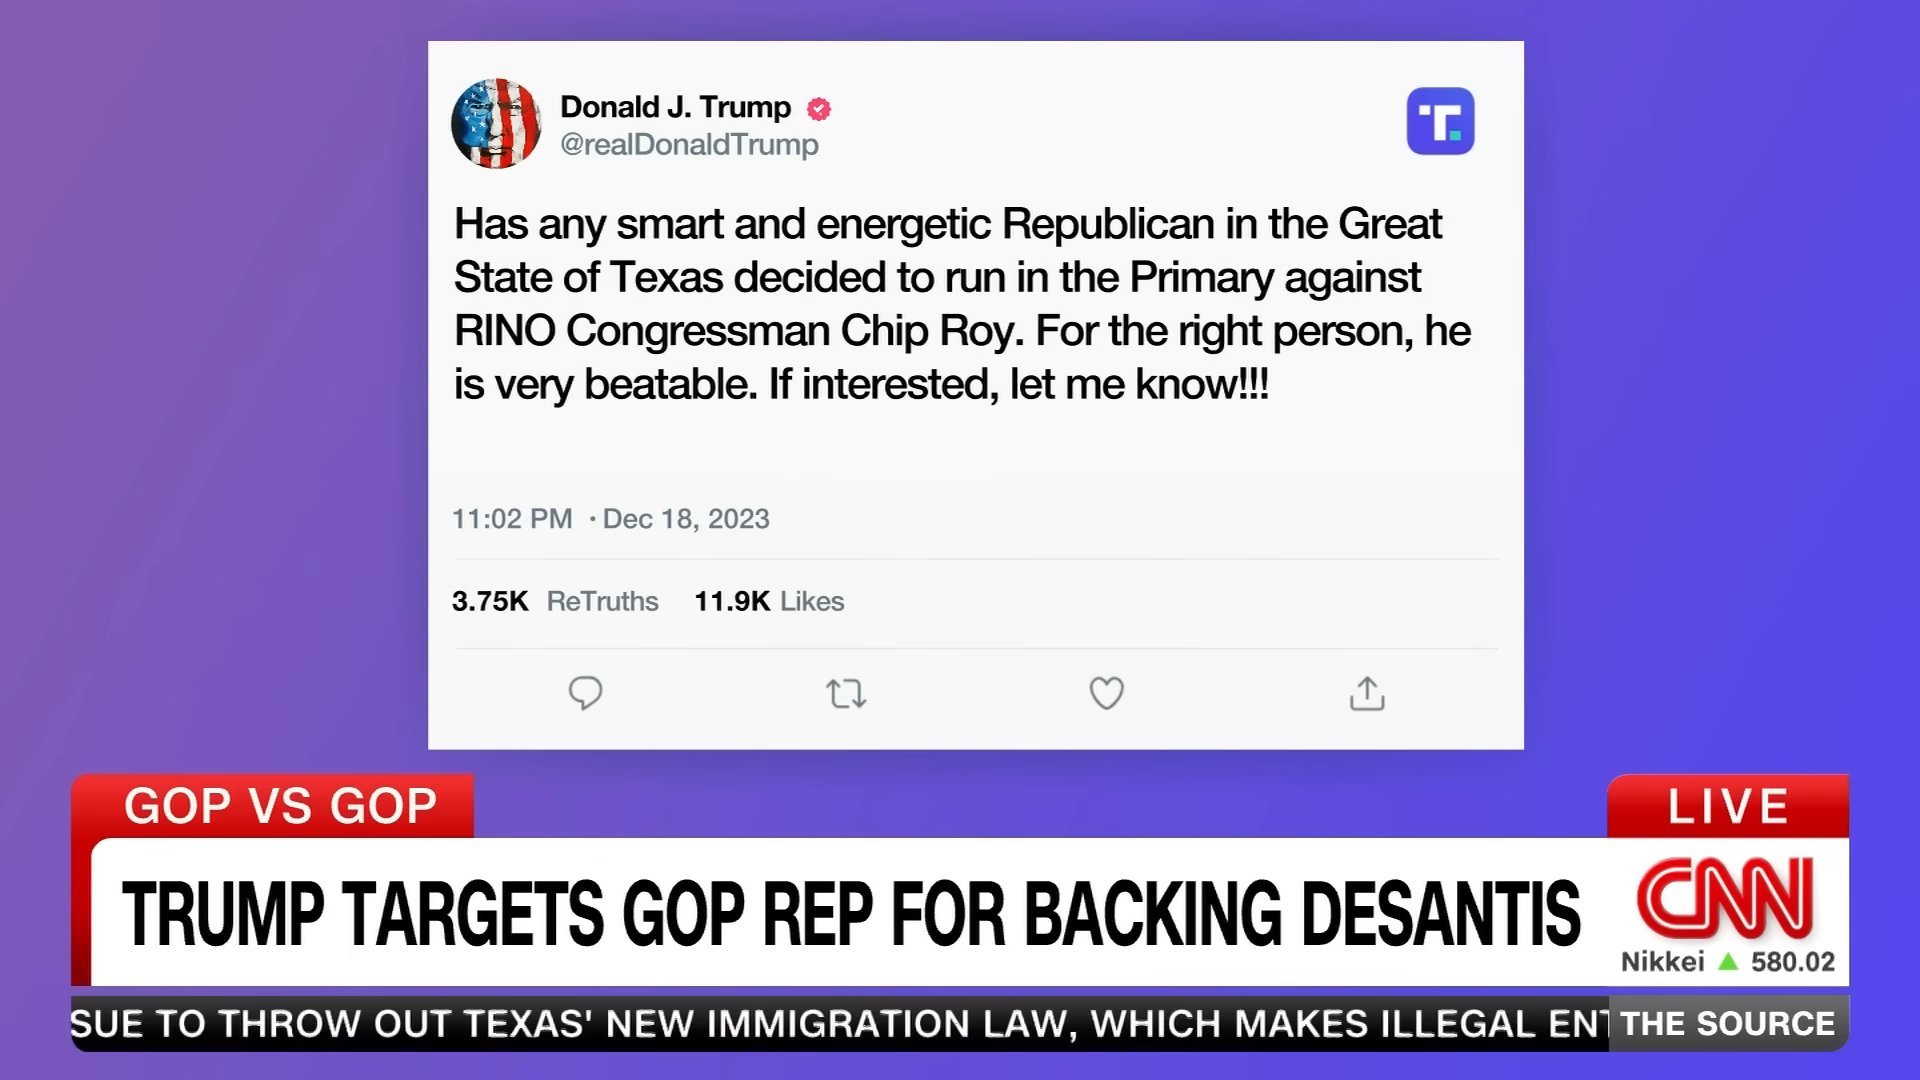 Donald J. Trump
@realDonaldTrump
T.
Has any smart and energetic Republican in the Great
State of Texas decided to run in the Primary against
RINO Congressman Chip Roy. For the right person, he
is very beatable. If interested, let me know!!!
11:02 PM · Dec 18, 2023
3.75K ReTruths 11.9K Likes
GOP VS GOP
LIVE
TRUMP TARGETS GOP REP FOR BACKING DESANTIS
CNN
Nikkei ▲ 580.02
SUE TO THROW OUT TEXAS' NEW IMMIGRATION LAW, WHICH MAKES ILLEGAL ENT
THE SOURCE